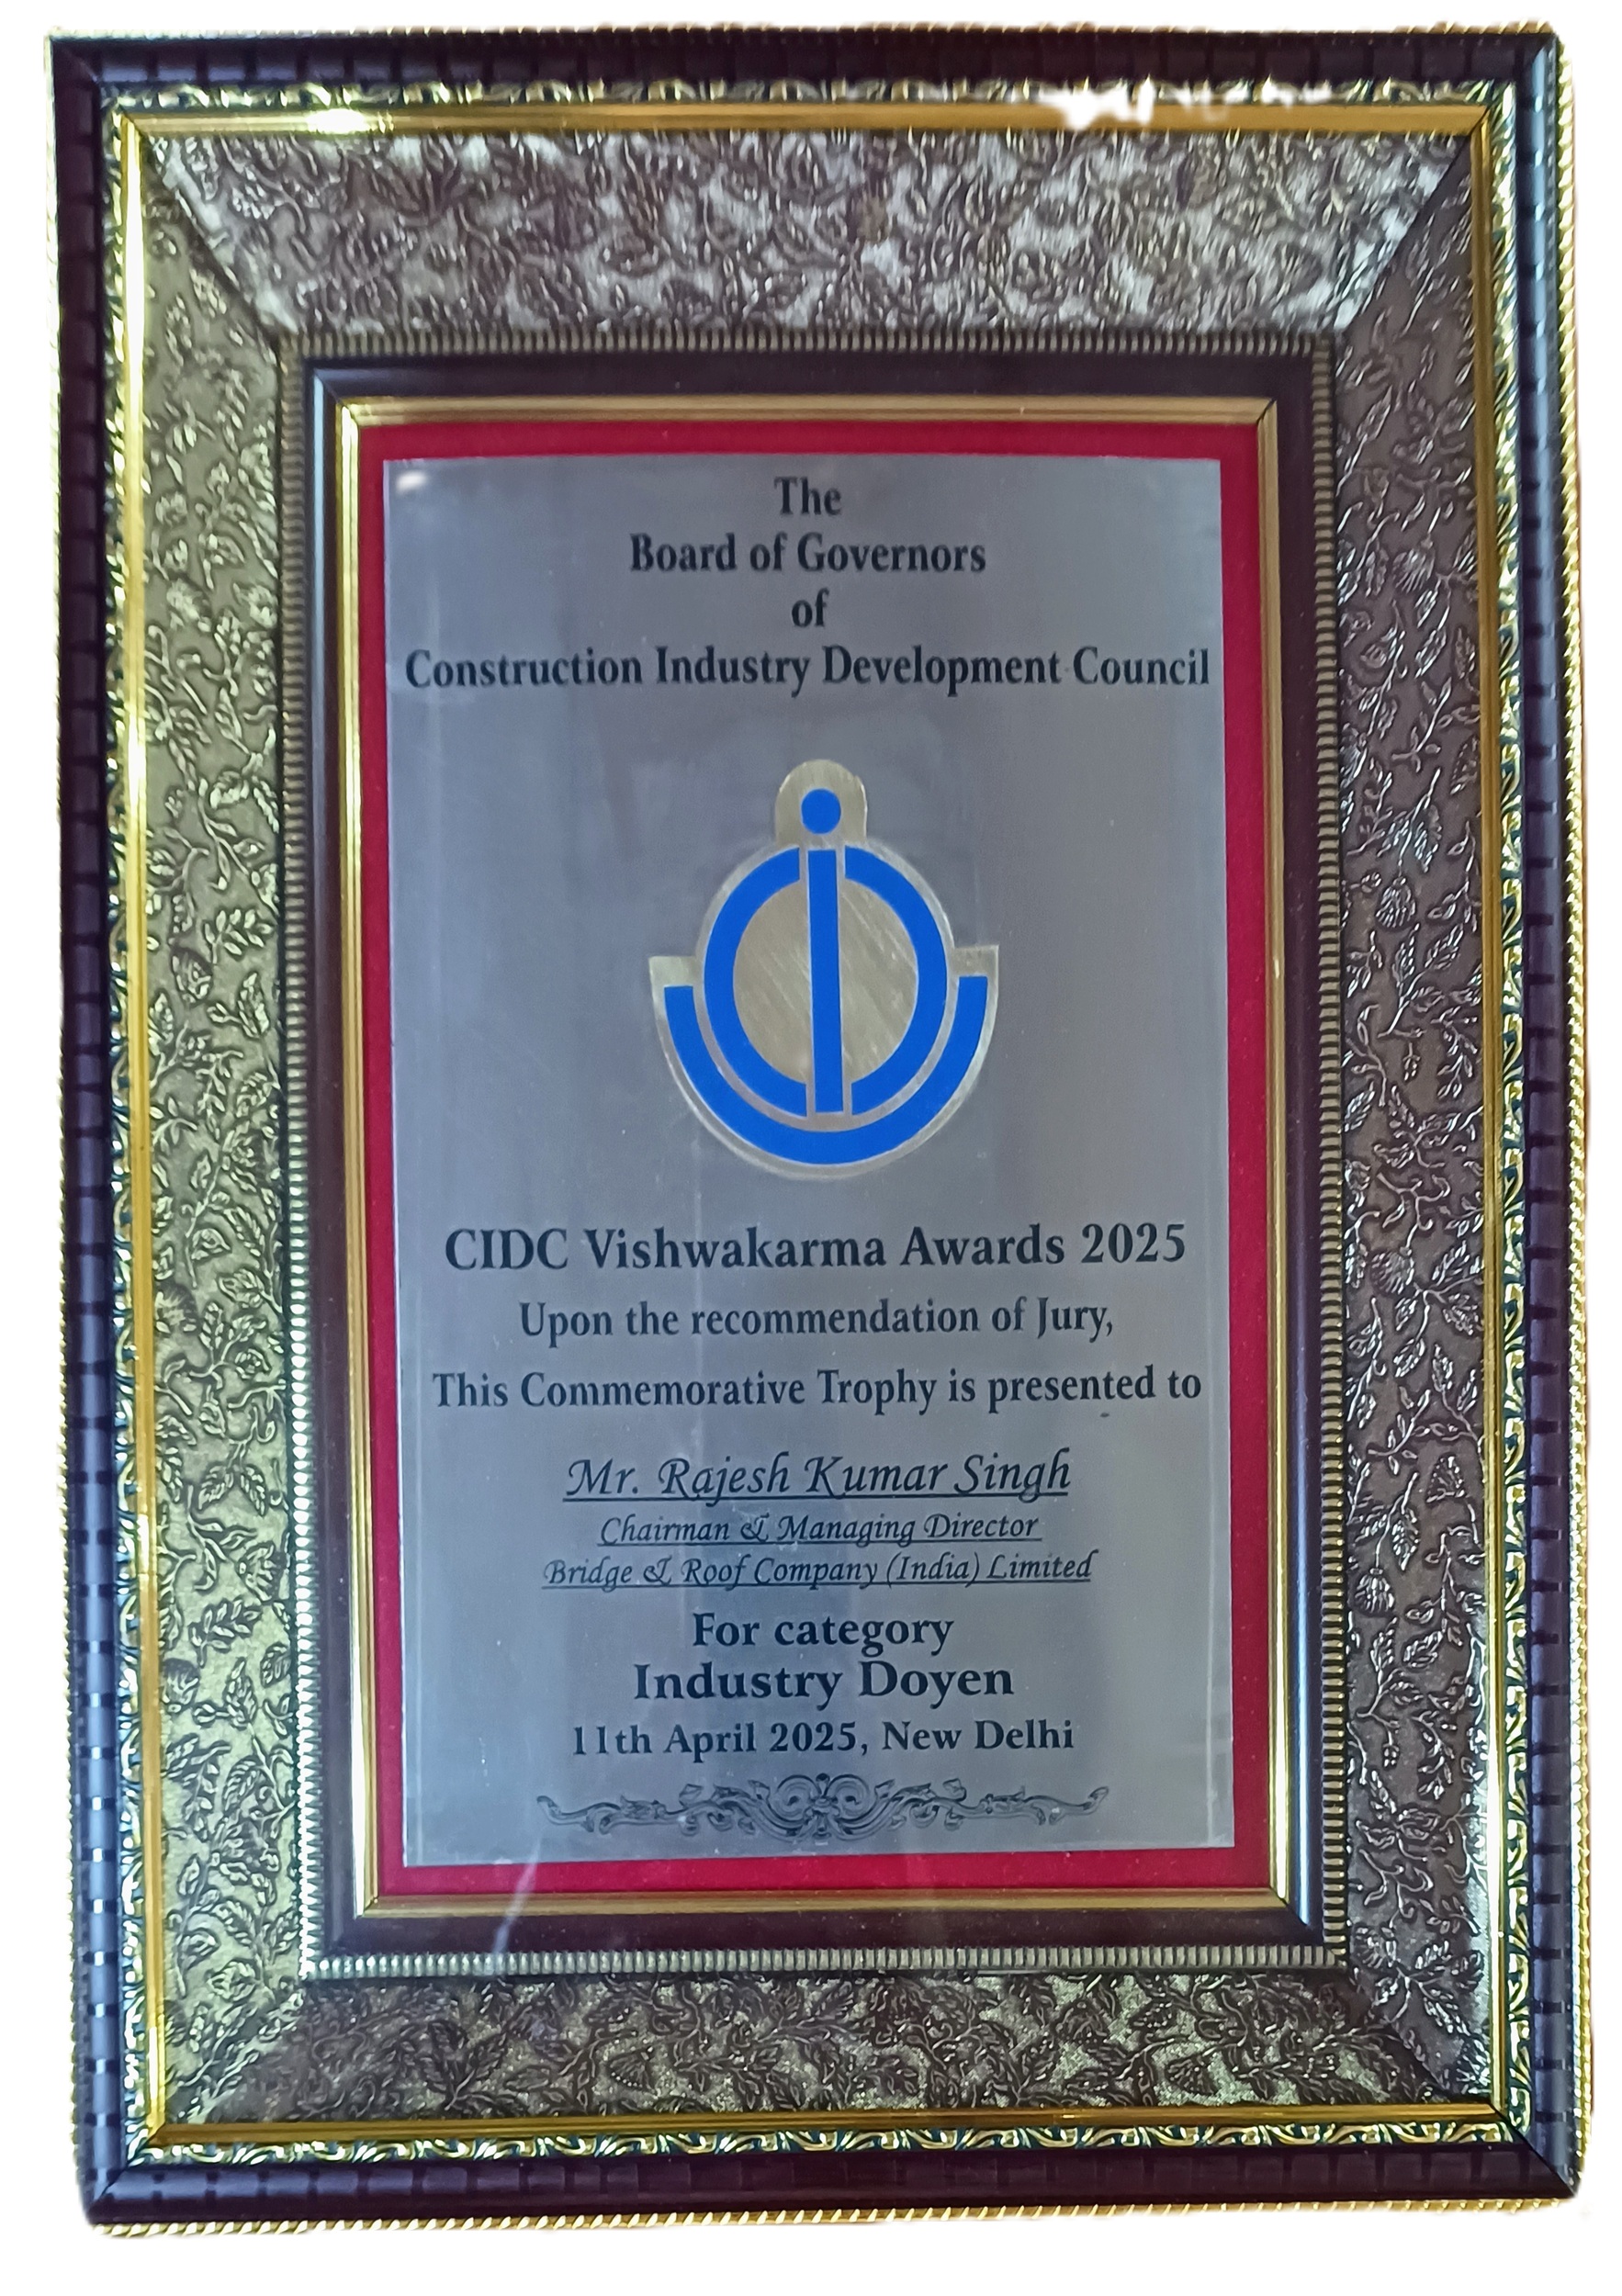 The
Board of Governors
of
Construction Industry Development Council
CIDC Vishwakarma Awards 2025
Upon the recommendation of Jury,
This Commemorative Trophy is presented to
Mr. Rajesh Kumar Singh
Chairman & Managing Director
Bridge & Roof Company (India) Limited
For category
Industry Doyen
11th April 2025, New Delhi